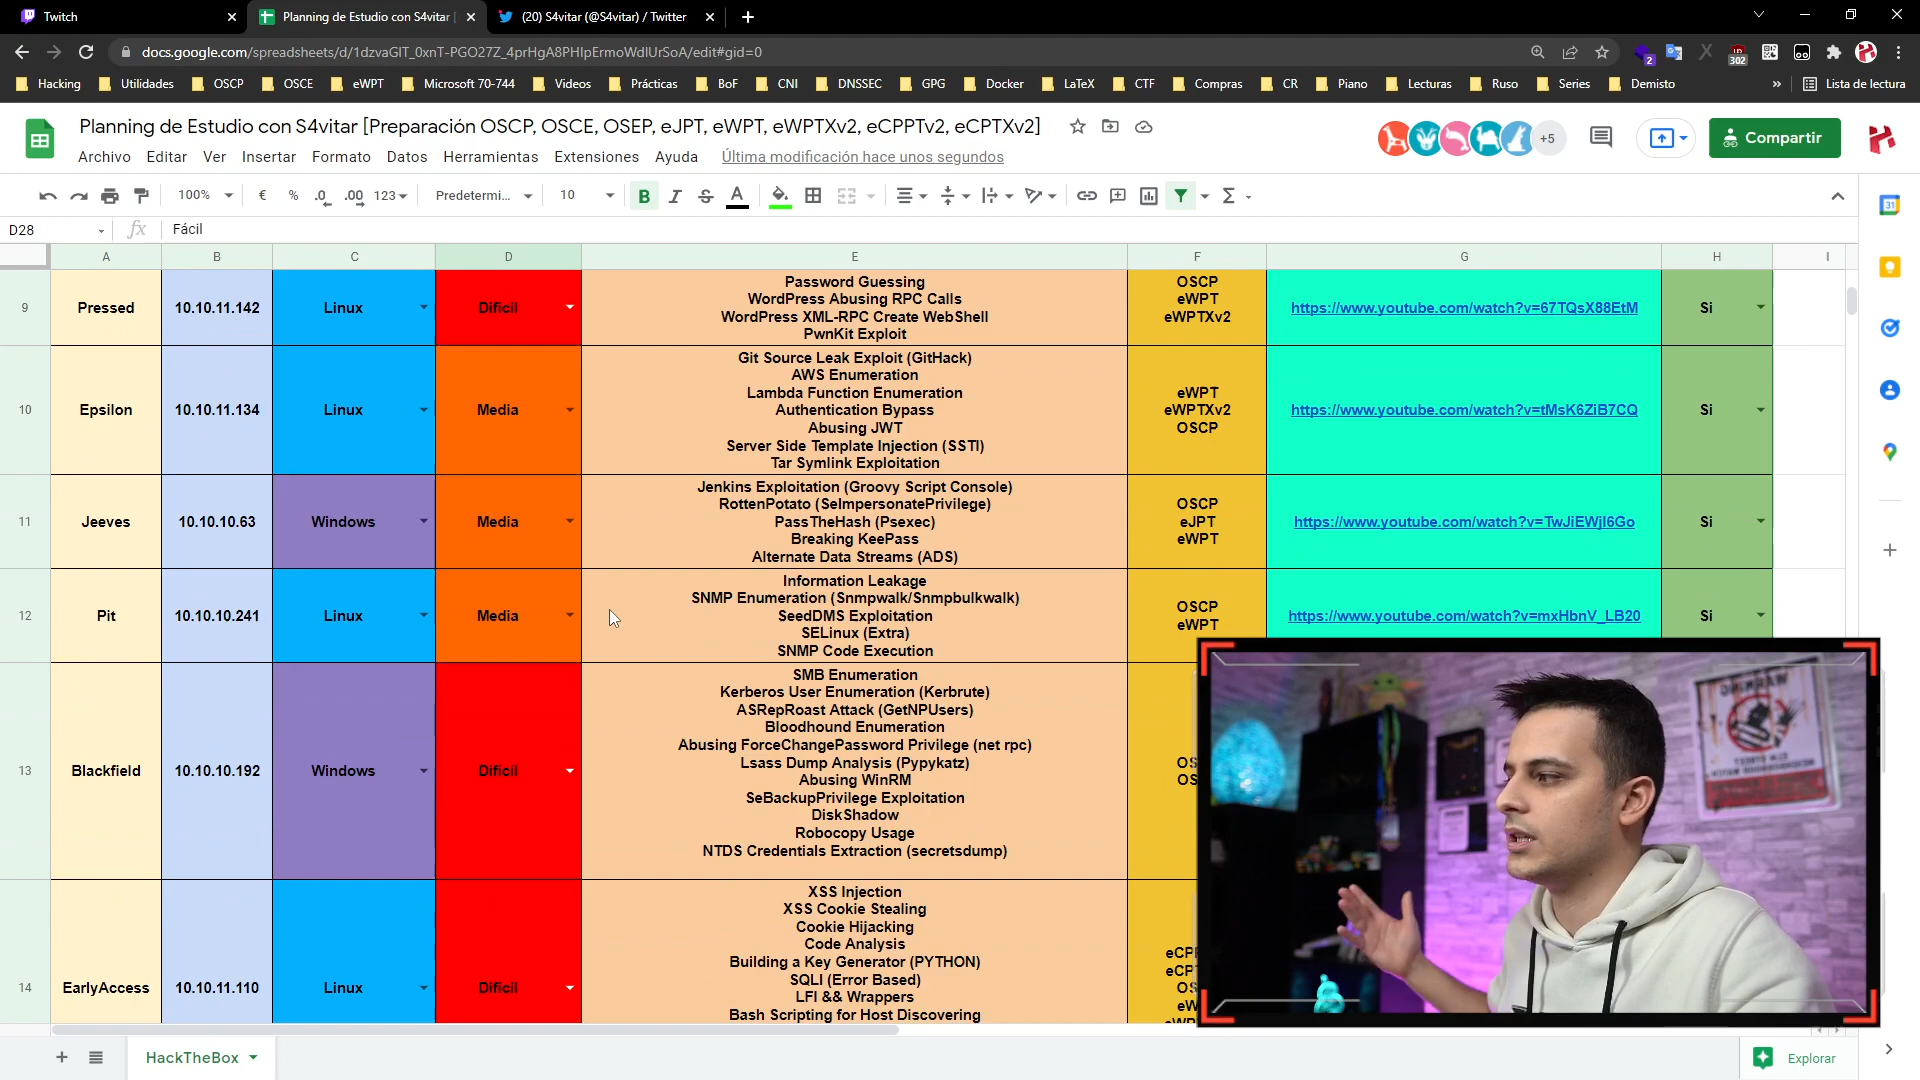 Twitch
Planning de Estudio con S4vitar
(20) S4vitar (@S4vitar) / Twitter
docs.google.com/spreadsheets/d/1dzvaGlT_0xnT-PGO27Z_4prHgA8PHIpErmoWdlUrSoA/edit#gid=0
2
302
Hacking
Utilidades
OSCP
OSCE
eWPT
Microsoft 70-744
Videos
Prácticas
BoF
CNI
DNSSEC
GPG
Docker
LaTeX
CTF
Compras
CR
Piano
Lecturas
Ruso
Series
Demisto
»
Lista de lectura
Planning de Estudio con S4vitar [Preparación OSCP, OSCE, OSEP, eJPT, eWPT, eWPTXv2, eCPPTv2, eCPTXv2]
+5
Compartir
Archivo Editar Ver Insertar Formato Datos Herramientas Extensiones Ayuda Última modificación hace unos segundos
100% € % .0 .00 123 Predetermi... 10 B I S A Σ
31
D28 fx Fácil
A B C D E F G H I
9
Pressed
10.10.11.142
Linux
Difícil
Password Guessing
WordPress Abusing RPC Calls
WordPress XML-RPC Create WebShell
PwnKit Exploit
OSCP
eWPT
eWPTXv2
https://www.youtube.com/watch?v=67TQsX88EtM
Si
10
Epsilon
10.10.11.134
Linux
Media
Git Source Leak Exploit (GitHack)
AWS Enumeration
Lambda Function Enumeration
Authentication Bypass
Abusing JWT
Server Side Template Injection (SSTI)
Tar Symlink Exploitation
eWPT
eWPTXv2
OSCP
https://www.youtube.com/watch?v=tMsK6ZiB7CQ
Si
11
Jeeves
10.10.10.63
Windows
Media
Jenkins Exploitation (Groovy Script Console)
RottenPotato (SeImpersonatePrivilege)
PassTheHash (Psexec)
Breaking KeePass
Alternate Data Streams (ADS)
OSCP
eJPT
eWPT
https://www.youtube.com/watch?v=TwJiEWjI6Go
Si
12
Pit
10.10.10.241
Linux
Media
Information Leakage
SNMP Enumeration (Snmpwalk/Snmpbulkwalk)
SeedDMS Exploitation
SELinux (Extra)
SNMP Code Execution
OSCP
eWPT
https://www.youtube.com/watch?v=mxHbnV_LB20
Si
13
Blackfield
10.10.10.192
Windows
Difícil
SMB Enumeration
Kerberos User Enumeration (Kerbrute)
ASRepRoast Attack (GetNPUsers)
Bloodhound Enumeration
Abusing ForceChangePassword Privilege (net rpc)
Lsass Dump Analysis (Pypykatz)
Abusing WinRM
SeBackupPrivilege Exploitation
DiskShadow
Robocopy Usage
NTDS Credentials Extraction (secretsdump)
14
EarlyAccess
10.10.11.110
Linux
Difícil
XSS Injection
XSS Cookie Stealing
Cookie Hijacking
Code Analysis
Building a Key Generator (PYTHON)
SQLI (Error Based)
LFI && Wrappers
Bash Scripting for Host Discovering
HackTheBox
Explorar